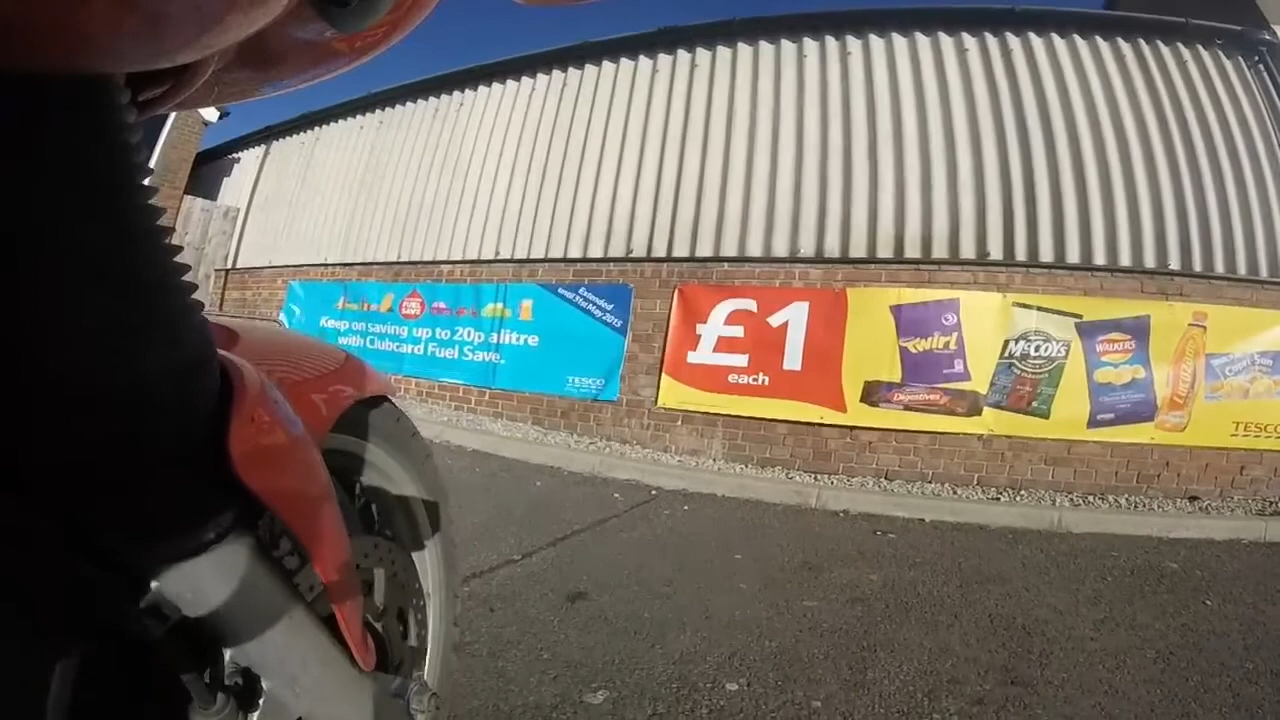 FUEL
SAVE
Extended
until 31st May 2015
Keep on saving up to 20p a litre
with Clubcard Fuel Save.
TESCO
£1
each
3
Twirl
Digestives
McCOY'S
WALKERS
LUCOZADE
Capri-Sun
TESCO